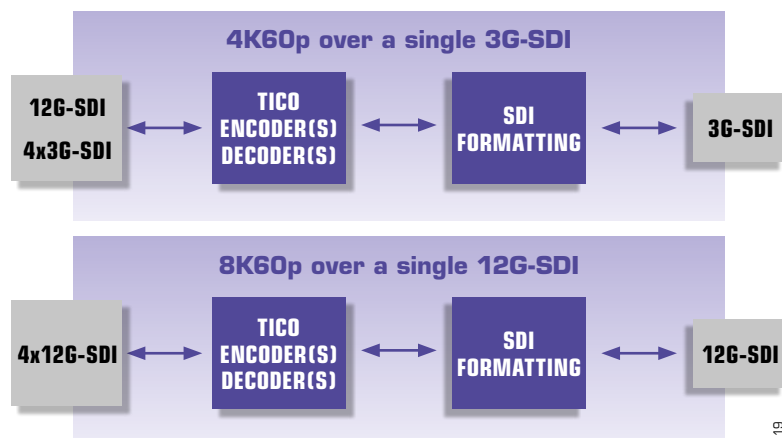 4K60p over a single 3G-SDI
12G-SDI
4x3G-SDI
TICO
ENCODER(S)
DECODER(S)
SDI
FORMATTING
3G-SDI
8K60p over a single 12G-SDI
4x12G-SDI
TICO
ENCODER(S)
DECODER(S)
SDI
FORMATTING
12G-SDI
19